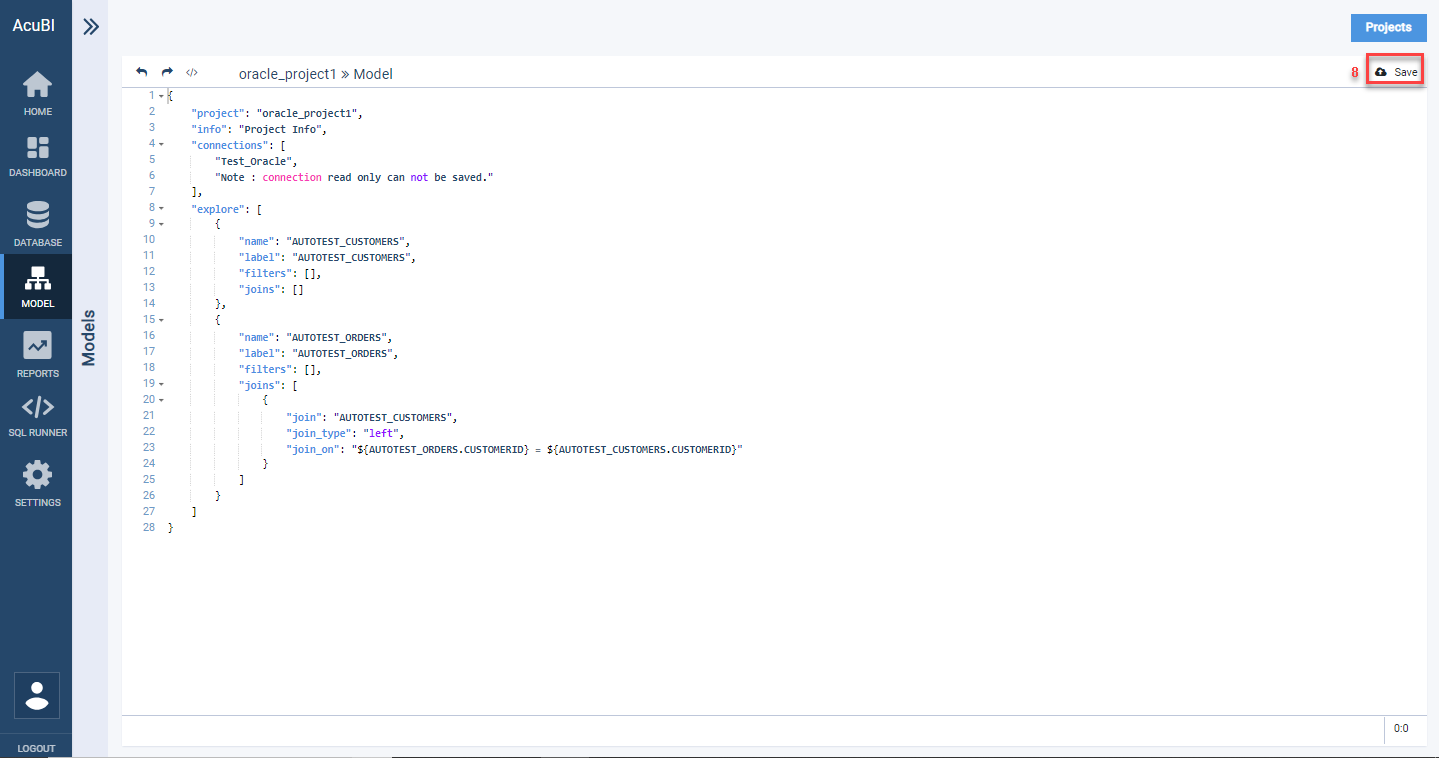 AcuBI
HOME
DASHBOARD
DATABASE
MODEL
REPORTS
SQL RUNNER
SETTINGS
LOGOUT
Models
Projects
oracle_project1 » Model
8 Save
1 {
2 "project": "oracle_project1",
3 "info": "Project Info",
4 "connections": [
5 "Test_Oracle",
6 "Note : connection read only can not be saved."
7 ],
8 "explore": [
9 {
10 "name": "AUTOTEST_CUSTOMERS",
11 "label": "AUTOTEST_CUSTOMERS",
12 "filters": [],
13 "joins": []
14 },
15 {
16 "name": "AUTOTEST_ORDERS",
17 "label": "AUTOTEST_ORDERS",
18 "filters": [],
19 "joins": [
20 {
21 "join": "AUTOTEST_CUSTOMERS",
22 "join_type": "left",
23 "join_on": "${AUTOTEST_ORDERS.CUSTOMERID} = ${AUTOTEST_CUSTOMERS.CUSTOMERID}"
24 }
25 ]
26 }
27 ]
28 }
0:0